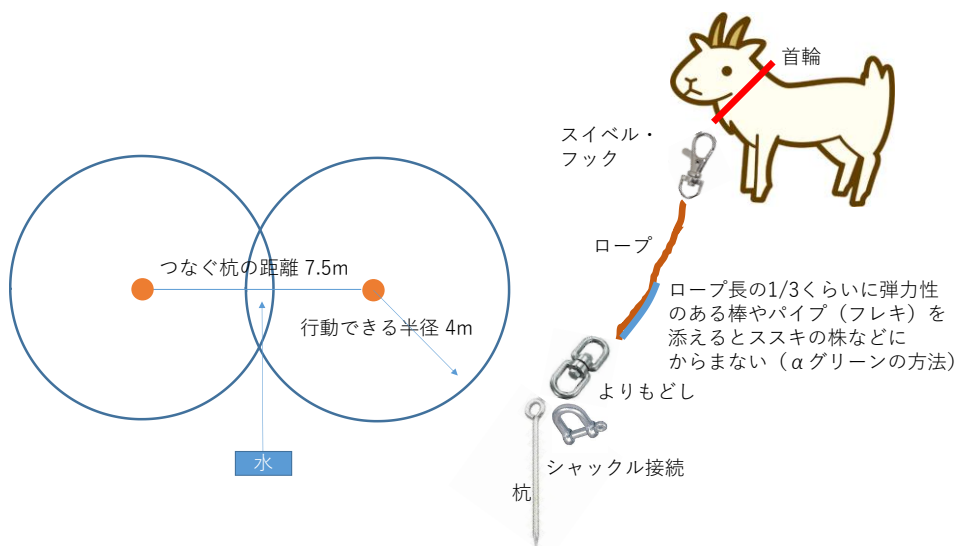 つなぐ杭の距離 7.5m
行動できる半径 4m
水
首輪
スイベル・
フック
ロープ
ロープ長の1/3くらいに弾力性
のある棒やパイプ（フレキ）を
添えるとススキの株などに
からまない（αグリーンの方法）
よりもどし
シャックル接続
杭